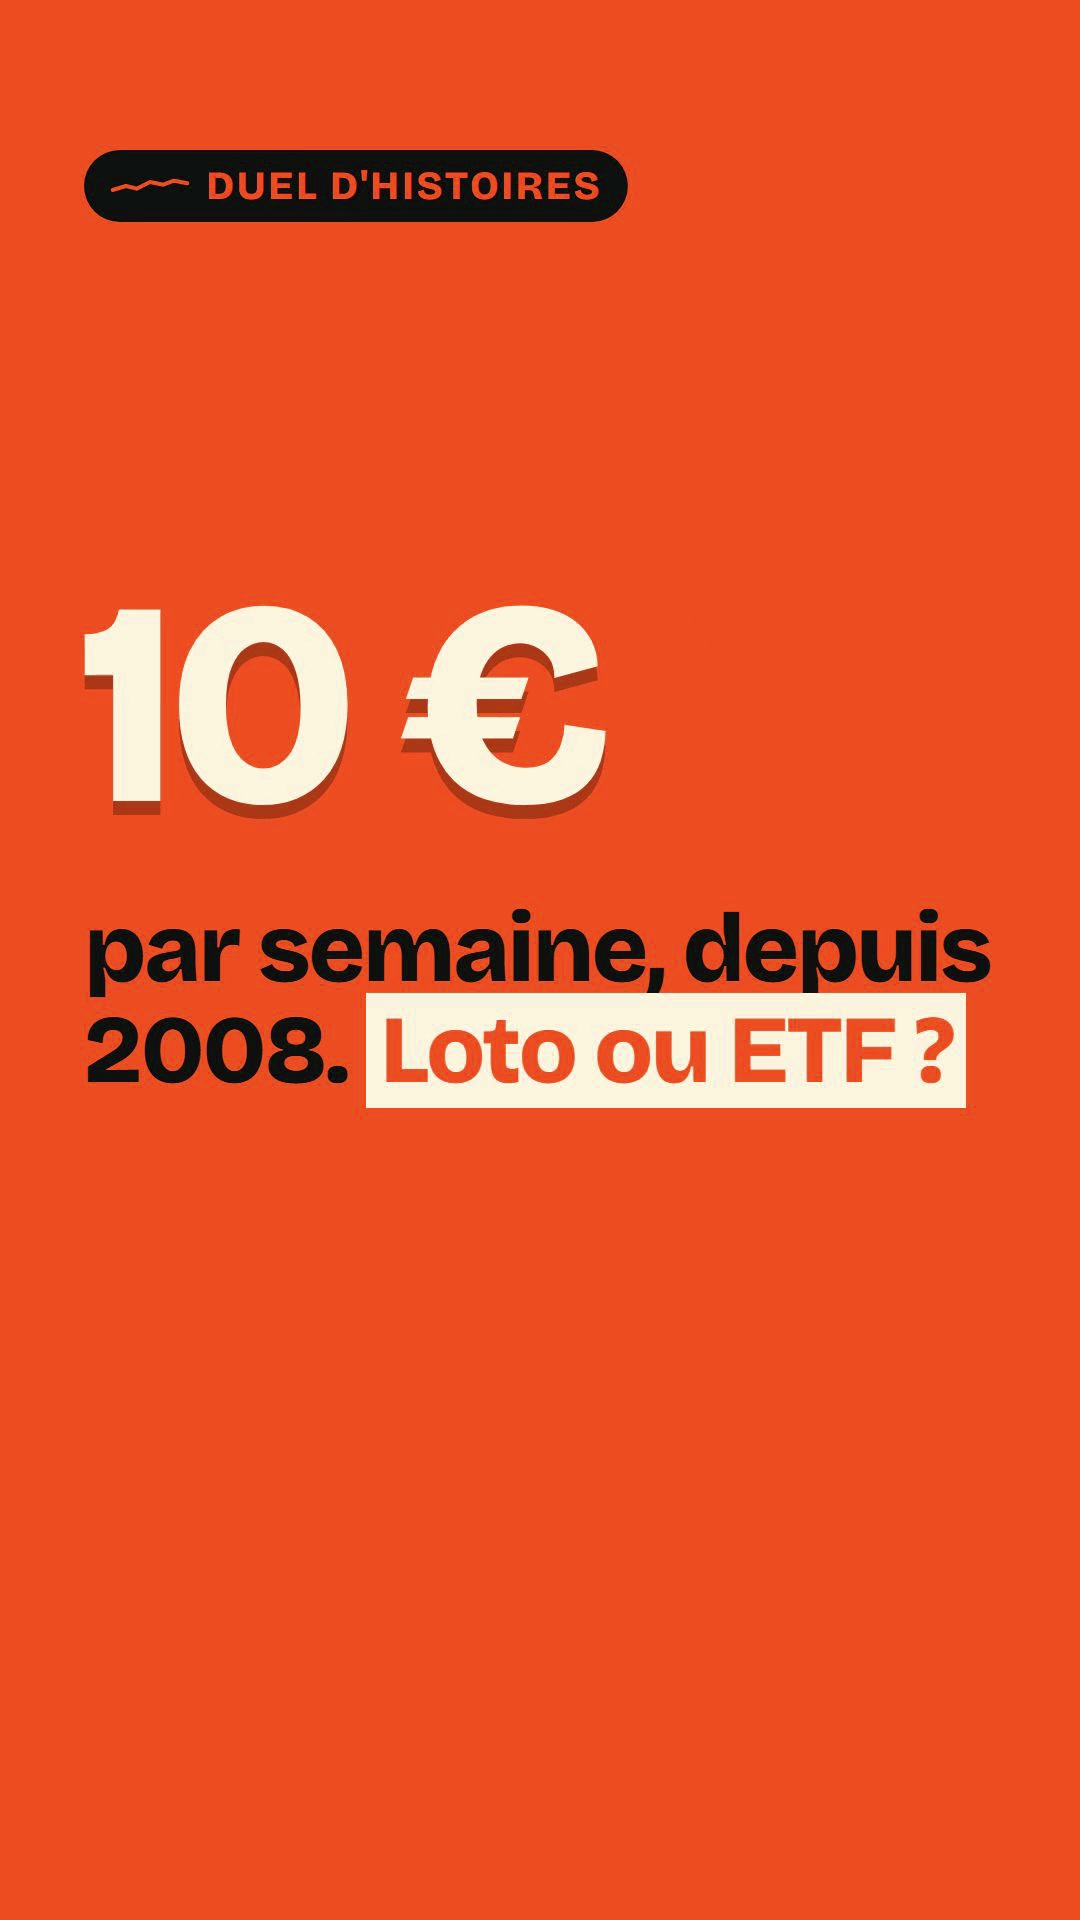 DUEL D'HISTOIRES
10 €
par semaine, depuis
2008. Loto ou ETF ?